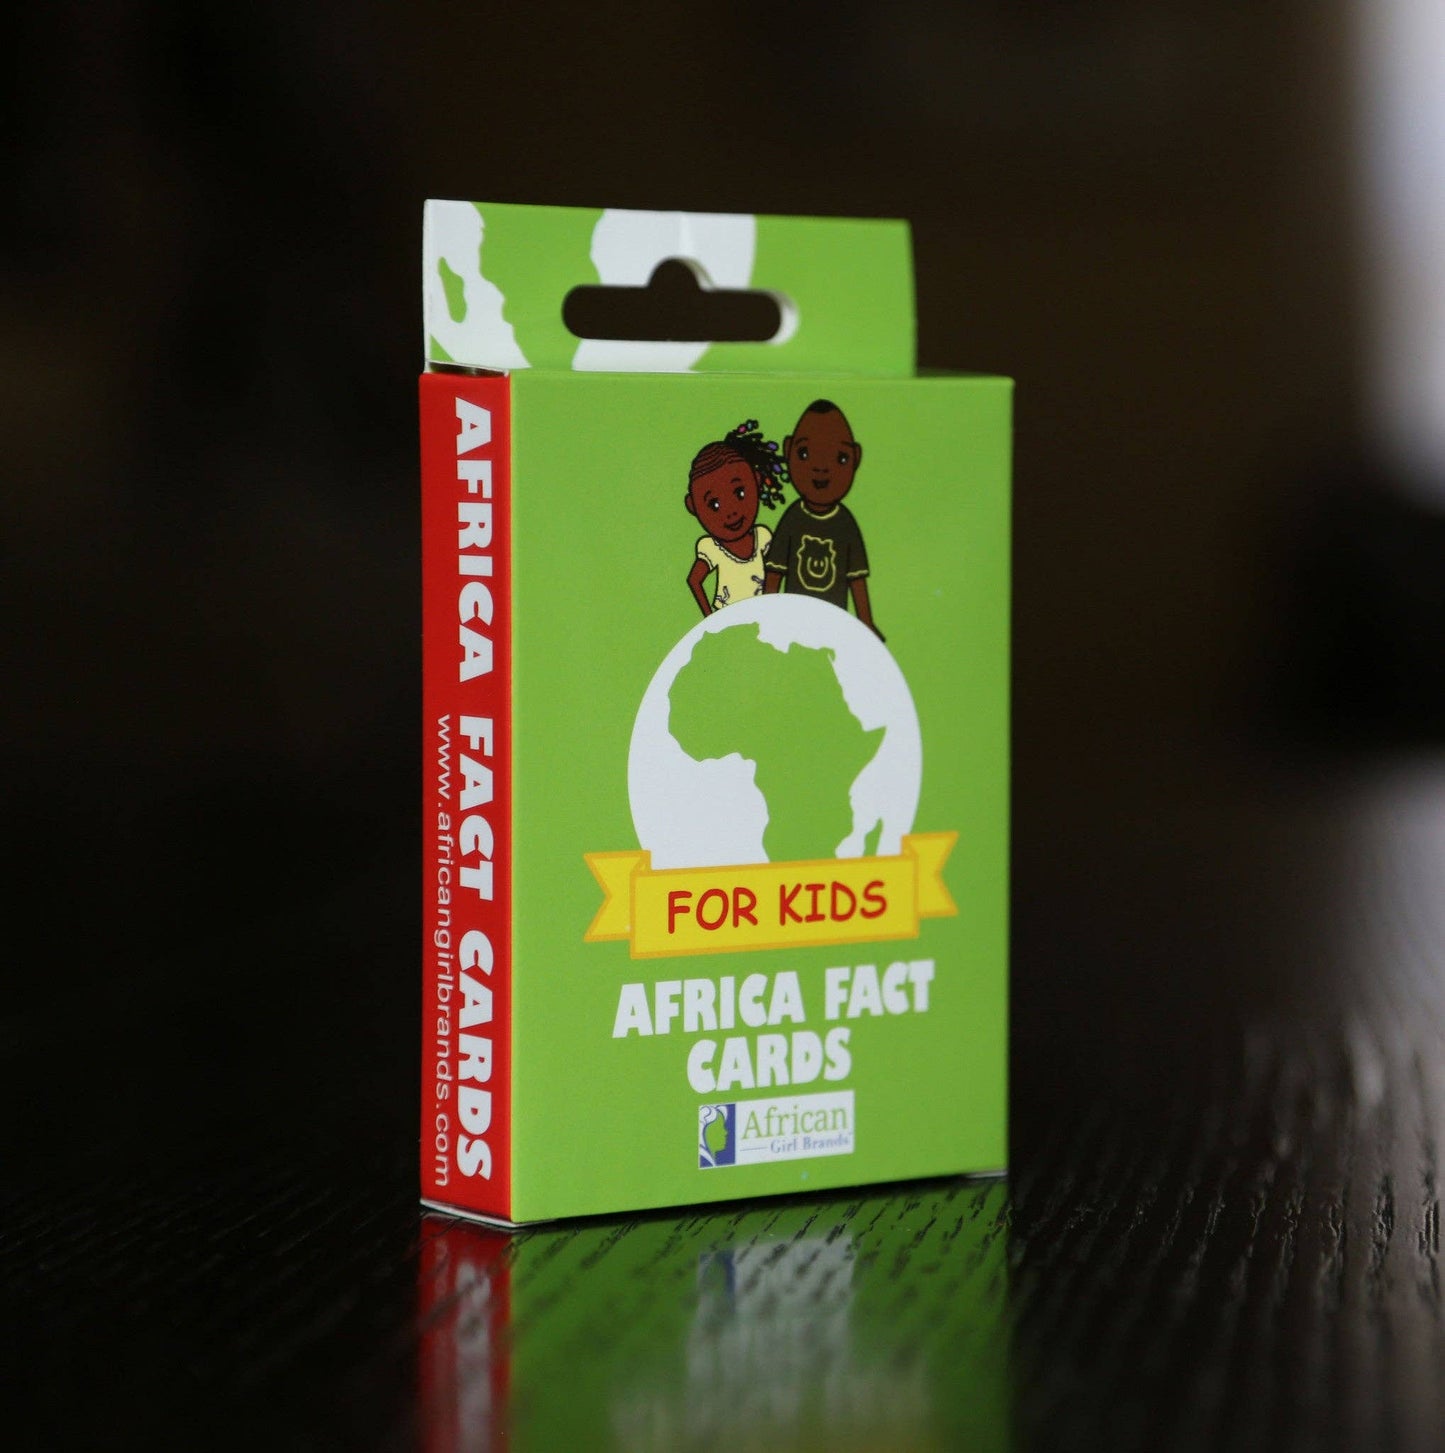 AFRICA FACT CARDS
www.africangirlbrands.com
FOR KIDS
AFRICA FACT
CARDS
African
Girl Brands